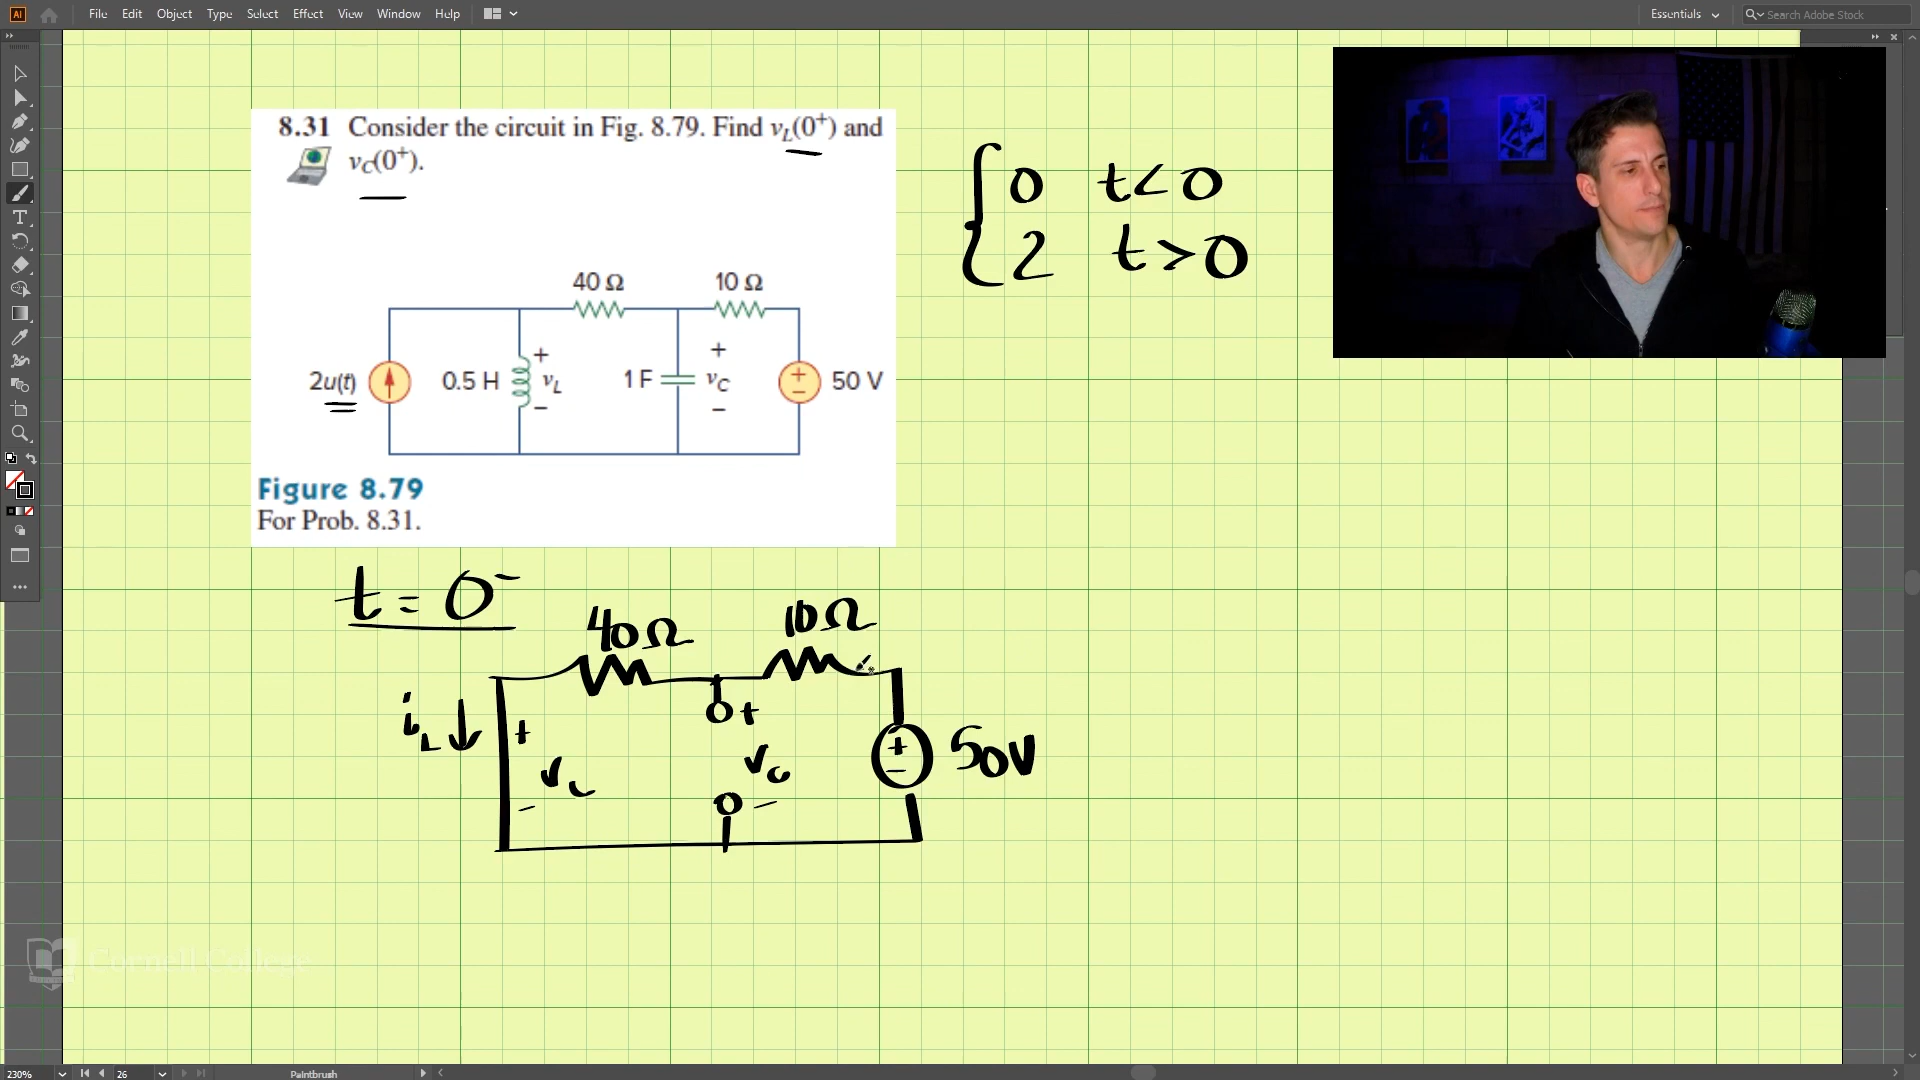 Ai File Edit Object Type Select Effect View Window Help Essentials Search Adobe Stock
8.31 Consider the circuit in Fig. 8.79. Find vL(0+) and
vC(0+).
{ 0 t<0
2 t>0
40 Ω 10 Ω
2u(t) 0.5 H + vL − 1 F + vC − + − 50 V
Figure 8.79
For Prob. 8.31.
t = 0-
40Ω 10Ω
iL ↓ + vL - + vC - + - 50V
Cornell College
230% 26 Paintbrush